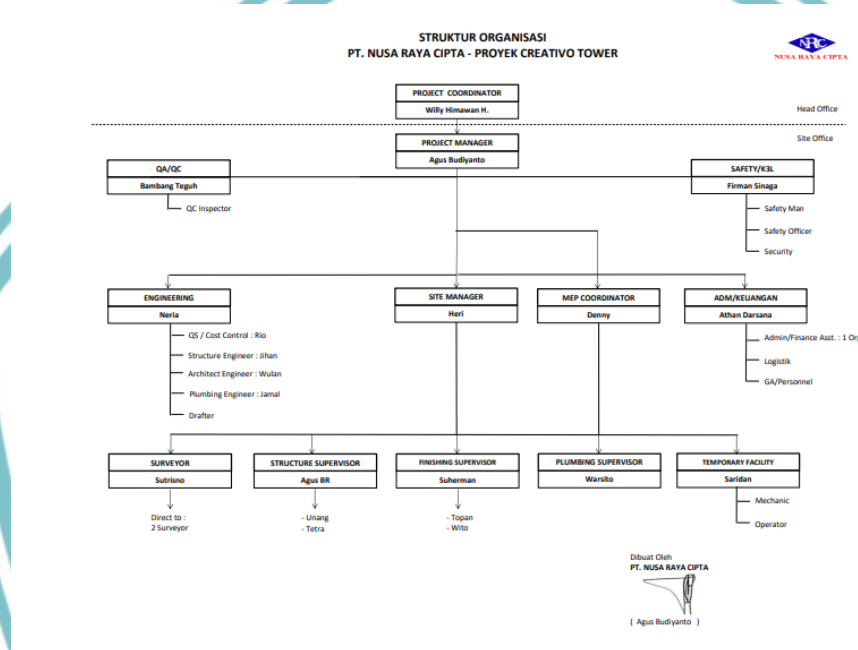 STRUKTUR ORGANISASI
PT. NUSA RAYA CIPTA - PROYEK CREATIVO TOWER
NRC
NUSA RAYA CIPTA
PROJECT COORDINATOR
Willy Himawan H.
Head Office
Site Office
PROJECT MANAGER
Agus Budiyanto
QA/QC
Bambang Teguh
QC Inspector
SAFETY/K3L
Firman Sinaga
Safety Man
Safety Officer
Security
ENGINEERING
Neria
QS / Cost Control : Rio
Structure Engineer : Jihan
Architect Engineer : Wulan
Plumbing Engineer : Jamal
Drafter
SITE MANAGER
Heri
MEP COORDINATOR
Denny
ADM/KEUANGAN
Athan Darsana
Admin/Finance Asst. : 1 Or
Logistik
GA/Personnel
SURVEYOR
Sutrisno
Direct to :
2 Surveyor
STRUCTURE SUPERVISOR
Agus BR
- Unang
- Tetra
FINISHING SUPERVISOR
Suherman
- Topan
- Wito
PLUMBING SUPERVISOR
Warsito
TEMPORARY FACILITY
Saridan
Mechanic
Operator
Dibuat Oleh
PT. NUSA RAYA CIPTA
( Agus Budiyanto )